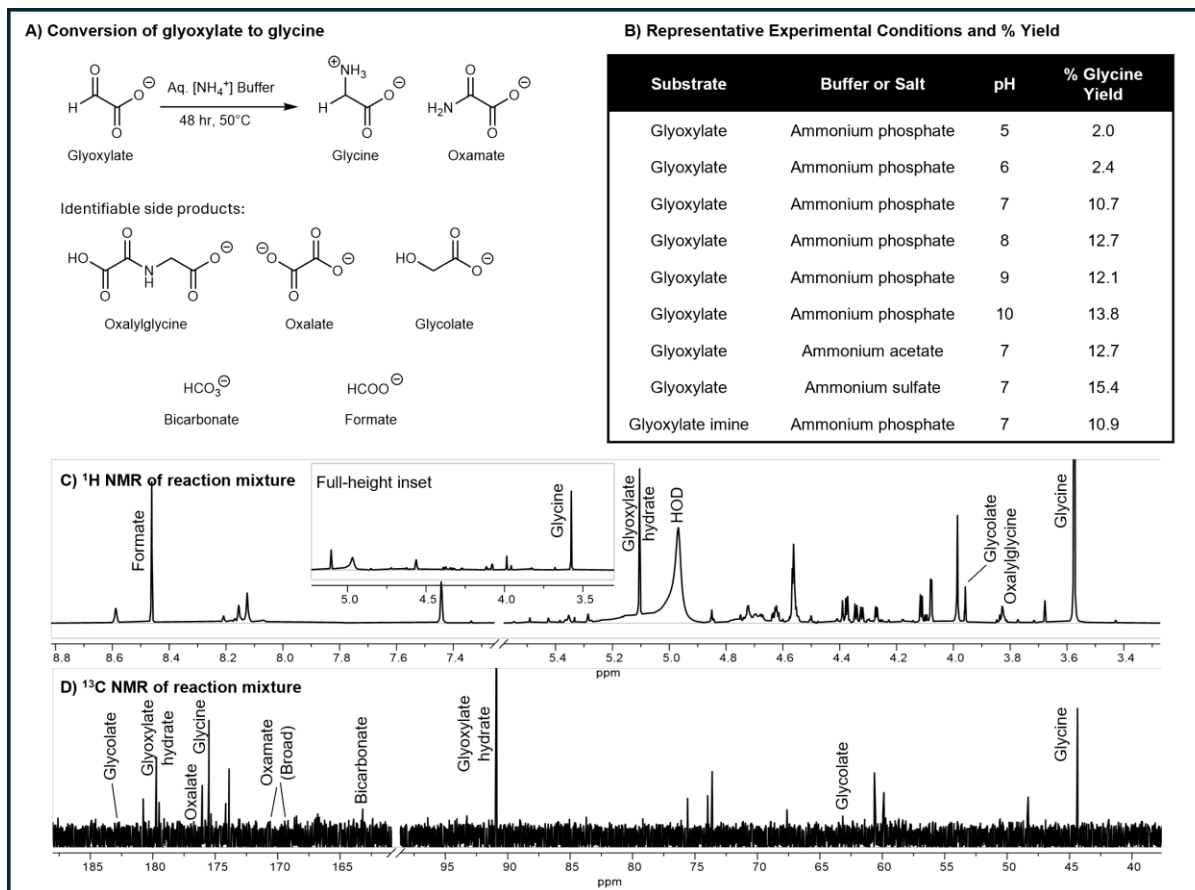 A) Conversion of glyoxylate to glycine
O
H
O
⊖
O
Glyoxylate
Aq. [NH₄⁺] Buffer
48 hr, 50°C
⊕
NH₃
H
O
⊖
O
Glycine
O
H₂N
O
⊖
O
Oxamate
Identifiable side products:
O
HO
N
H
O
O
⊖
O
Oxalylglycine
⊖
O
O
O
O
⊖
Oxalate
HO
O
O
⊖
Glycolate
HCO₃⊖
Bicarbonate
HCOO⊖
Formate
B) Representative Experimental Conditions and % Yield
Substrate Buffer or Salt pH % Glycine Yield
Glyoxylate Ammonium phosphate 5 2.0
Glyoxylate Ammonium phosphate 6 2.4
Glyoxylate Ammonium phosphate 7 10.7
Glyoxylate Ammonium phosphate 8 12.7
Glyoxylate Ammonium phosphate 9 12.1
Glyoxylate Ammonium phosphate 10 13.8
Glyoxylate Ammonium acetate 7 12.7
Glyoxylate Ammonium sulfate 7 15.4
Glyoxylate imine Ammonium phosphate 7 10.9
C) ¹H NMR of reaction mixture
Formate
Full-height inset
Glycine
5.0 4.5 4.0 3.5
Glyoxylate
hydrate
HOD
Glycolate
Oxalylglycine
Glycine
8.8 8.6 8.4 8.2 8.0 7.8 7.6 7.4 5.4 5.2 5.0 4.8 4.6 4.4 4.2 4.0 3.8 3.6 3.4 3.2
ppm
D) ¹³C NMR of reaction mixture
Glycolate
Glyoxylate
hydrate
Oxalate
Glycine
Oxamate
(Broad)
Bicarbonate
Glyoxylate
hydrate
Glycolate
Glycine
185 180 175 170 165 95 90 85 80 75 70 65 60 55 50 45 40
ppm